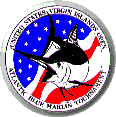 UNITED STATES VIRGIN ISLANDS OPEN
ATLANTIC BLUE MARLIN TOURNAMENT